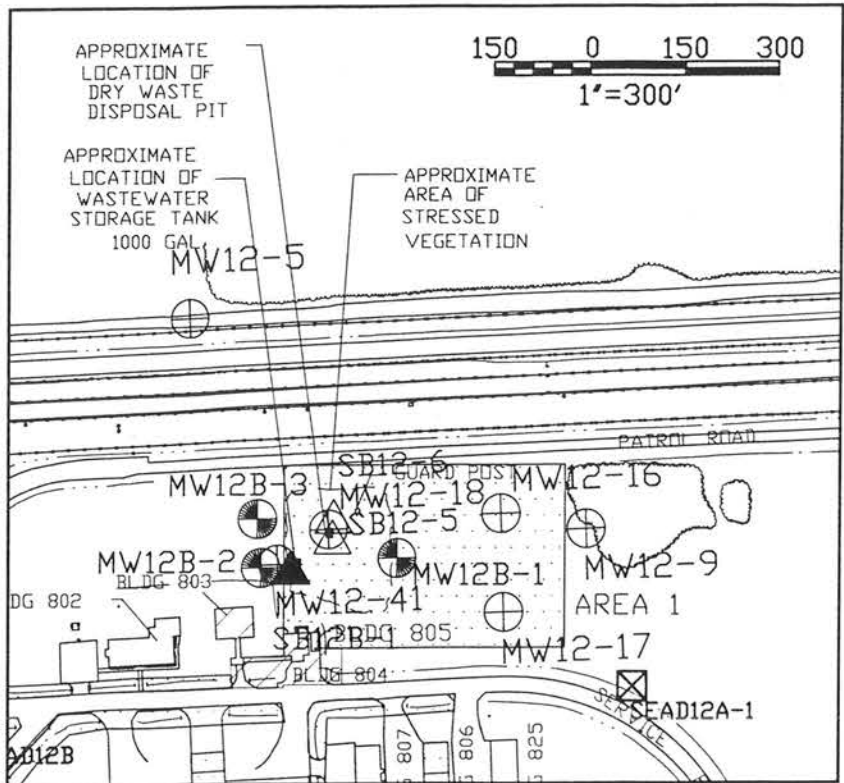 150 0 150 300
1"=300'
APPROXIMATE
LOCATION OF
DRY WASTE
DISPOSAL PIT
APPROXIMATE
LOCATION OF
WASTEWATER
STORAGE TANK
1000 GAL.
APPROXIMATE
AREA OF
STRESSED
VEGETATION
MW12-5
PATROL ROAD
SB12-6
GUARD POST
MW12-16
MW12B-3
MW12-18
SB12-5
MW12B-2
MW12B-1
MW12-9
BLDG 803
DG 802
MW12-41
AREA 1
SB12B-1
BLDG 805
MW12-17
BLDG 804
SERVICE
SEAD12A-1
AD12B
G 807
806
825